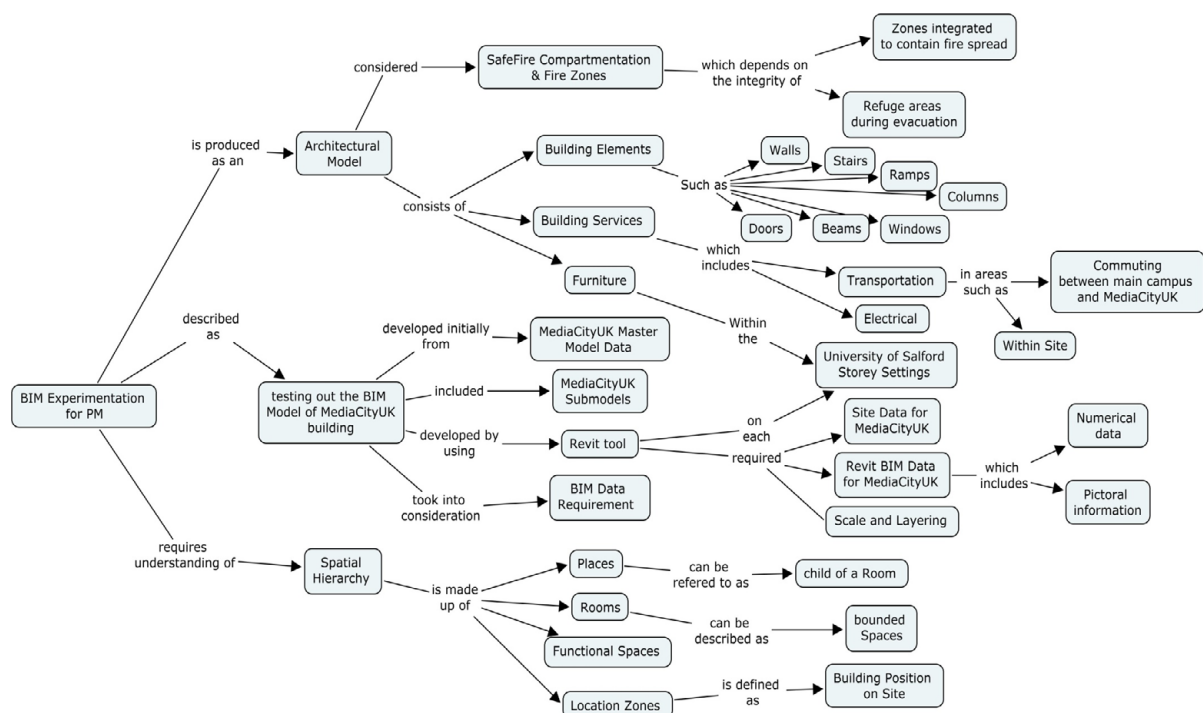 Zones integrated
to contain fire spread
considered
SafeFire Compartmentation
& Fire Zones
which depends on
the integrity of
Refuge areas
during evacuation
is produced
as an
Architectural
Model
Building Elements
Walls
Stairs
Ramps
Such as
Columns
consists of
Building Services
Doors
Beams
Windows
which
includes
Furniture
Transportation
in areas
such as
Commuting
between main campus
and MediaCityUK
Electrical
Within Site
described
as
developed initially
from
MediaCityUK Master
Model Data
Within
the
University of Salford
Storey Settings
BIM Experimentation
for PM
testing out the BIM
Model of MediaCityUK
building
included
MediaCityUK
Submodels
on
each
Site Data for
MediaCityUK
Numerical
data
developed by
using
Revit tool
required
Revit BIM Data
for MediaCityUK
which
includes
Pictoral
information
took into
consideration
BIM Data
Requirement
Scale and Layering
requires
understanding of
Spatial
Hierarchy
Places
can be
refered to as
child of a Room
is made
up of
Rooms
can be
described as
bounded
Spaces
Functional Spaces
Location Zones
is defined
as
Building Position
on Site